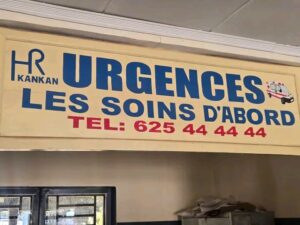 HR
KANKAN
URGENCES
LES SOINS D'ABORD
TEL: 625 44 44 44